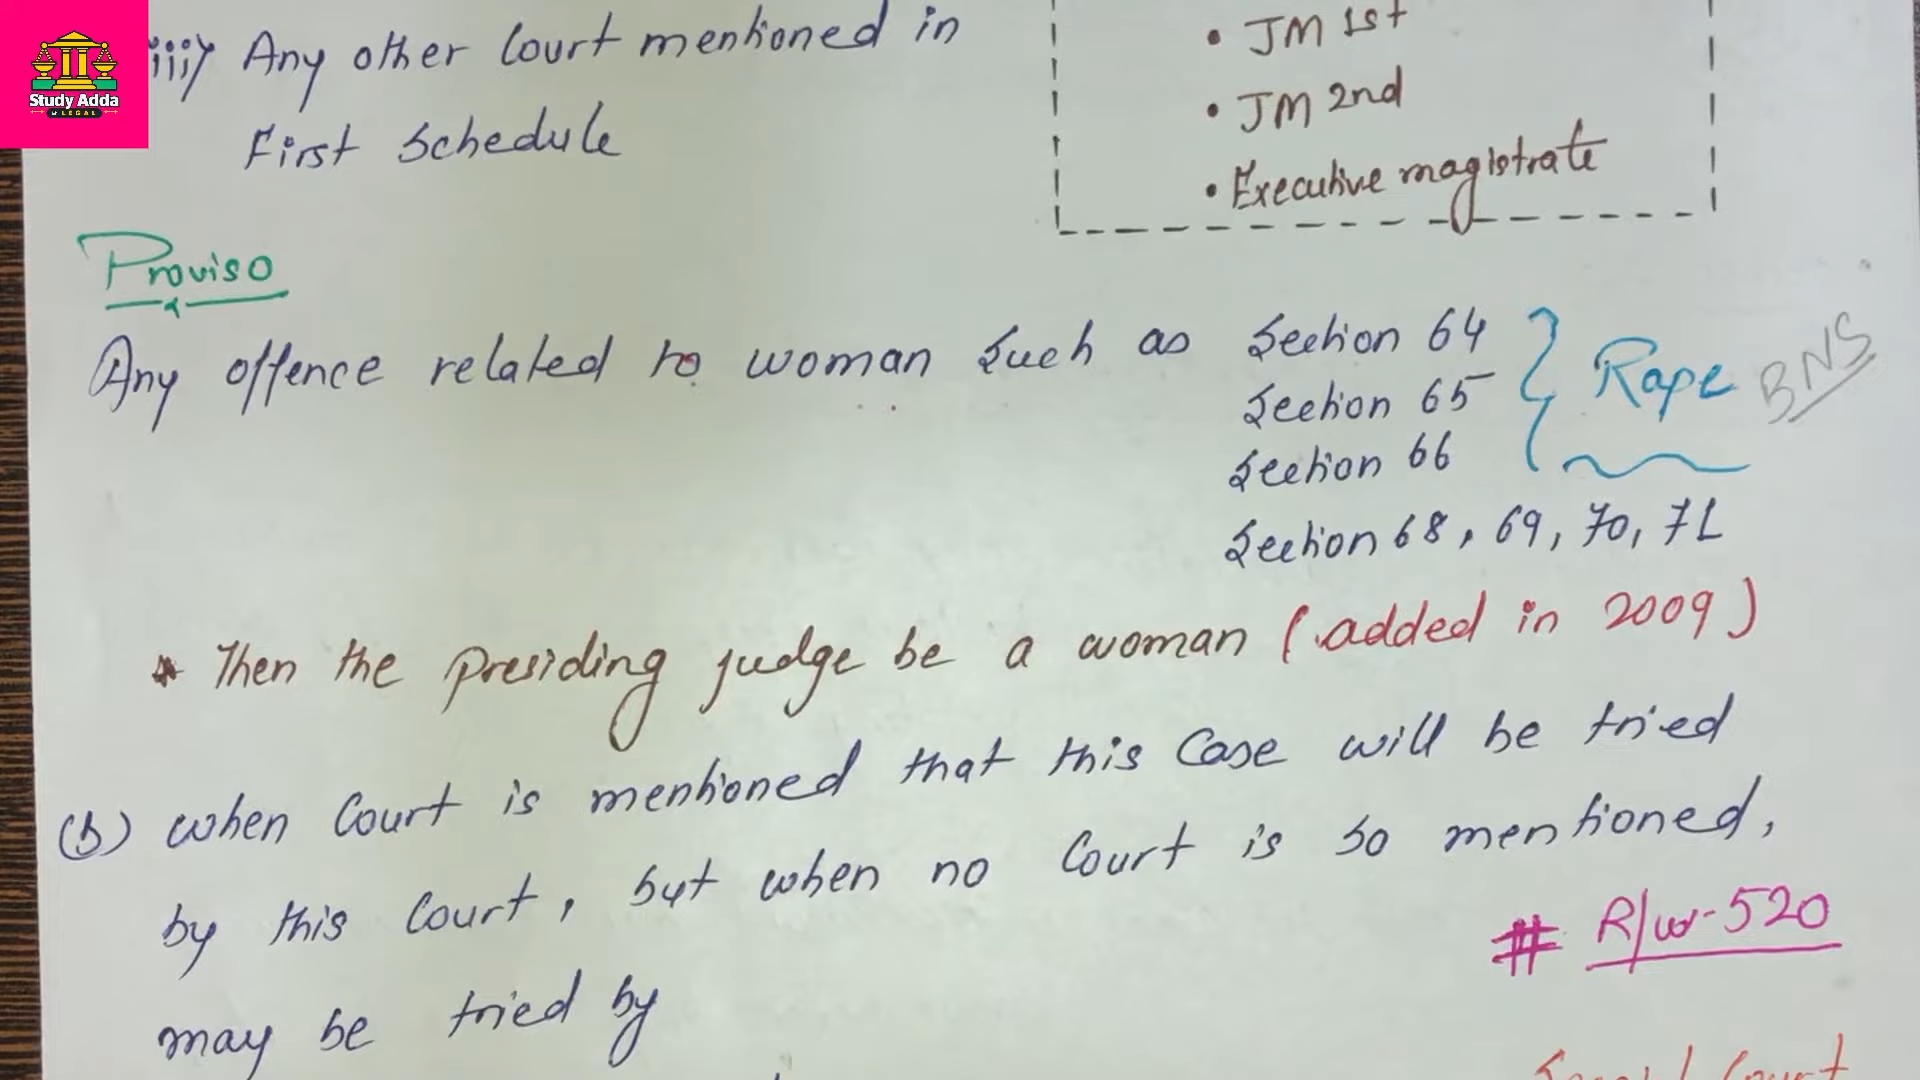 Study Adda
LEGAL
iii) Any other Court mentioned in
First Schedule
• JM 1st
• JM 2nd
• Executive magistrate
Proviso
Any offence related to woman such as Section 64
Section 65
Section 66
Rape BNS
Section 68, 69, 70, 71
* Then the presiding judge be a woman (added in 2009)
(b) when Court is mentioned that this Case will be tried
by this Court, but when no Court is so mentioned,
# R/w-520
may be tried by
Court